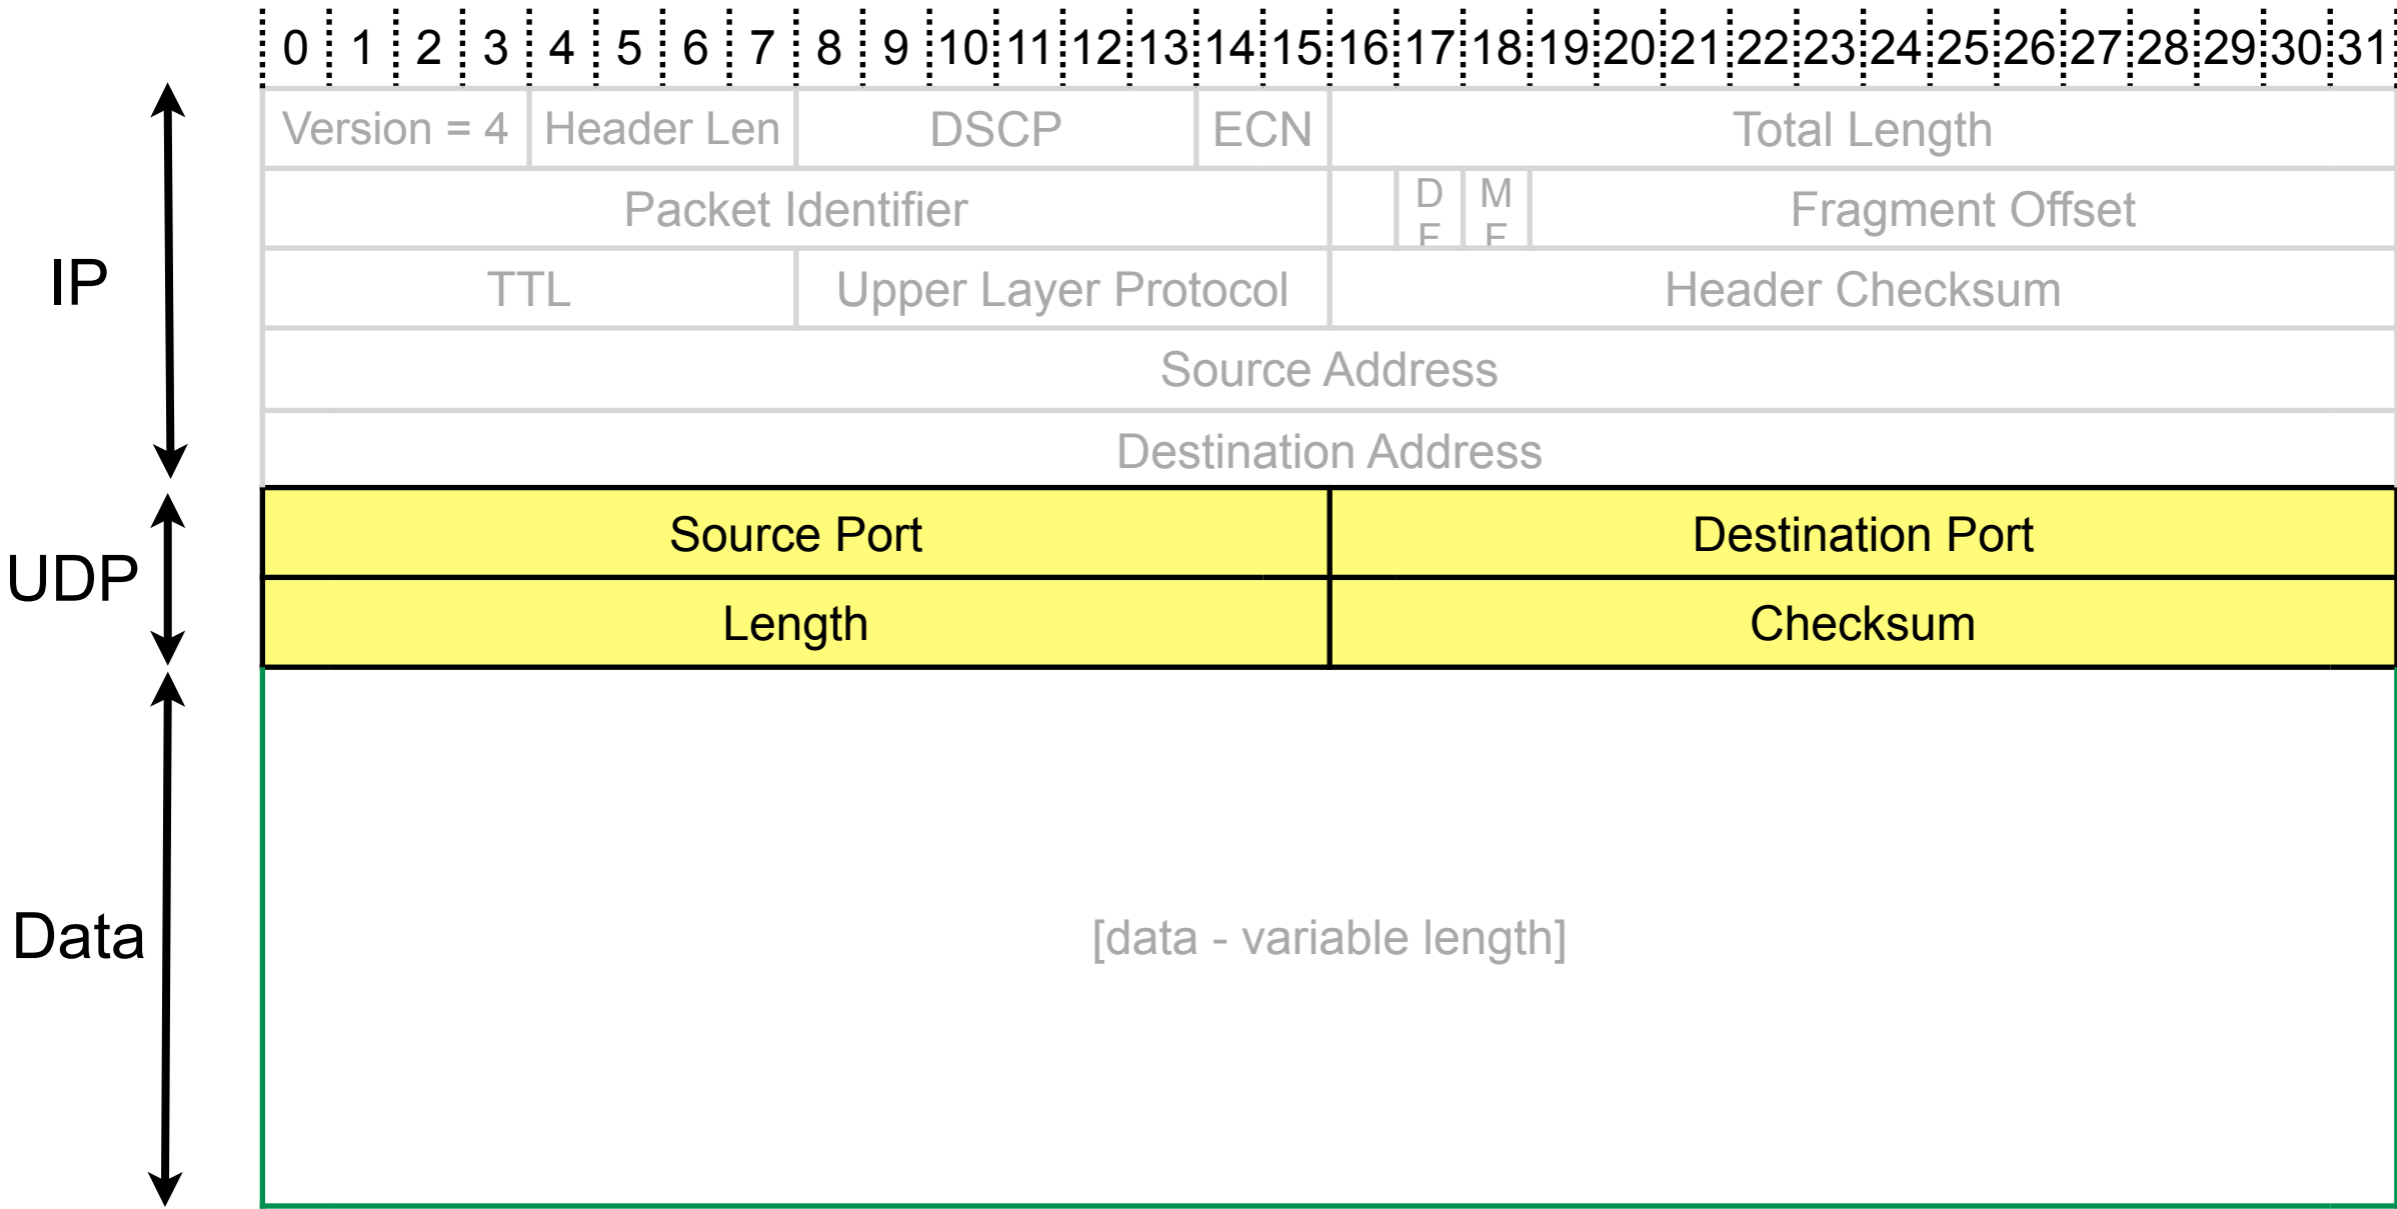 0 1 2 3 4 5 6 7 8 9 10 11 12 13 14 15 16 17 18 19 20 21 22 23 24 25 26 27 28 29 30 31
IP
Version = 4 Header Len DSCP ECN Total Length
Packet Identifier DF MF Fragment Offset
TTL Upper Layer Protocol Header Checksum
Source Address
Destination Address
UDP
Source Port Destination Port
Length Checksum
Data
[data - variable length]